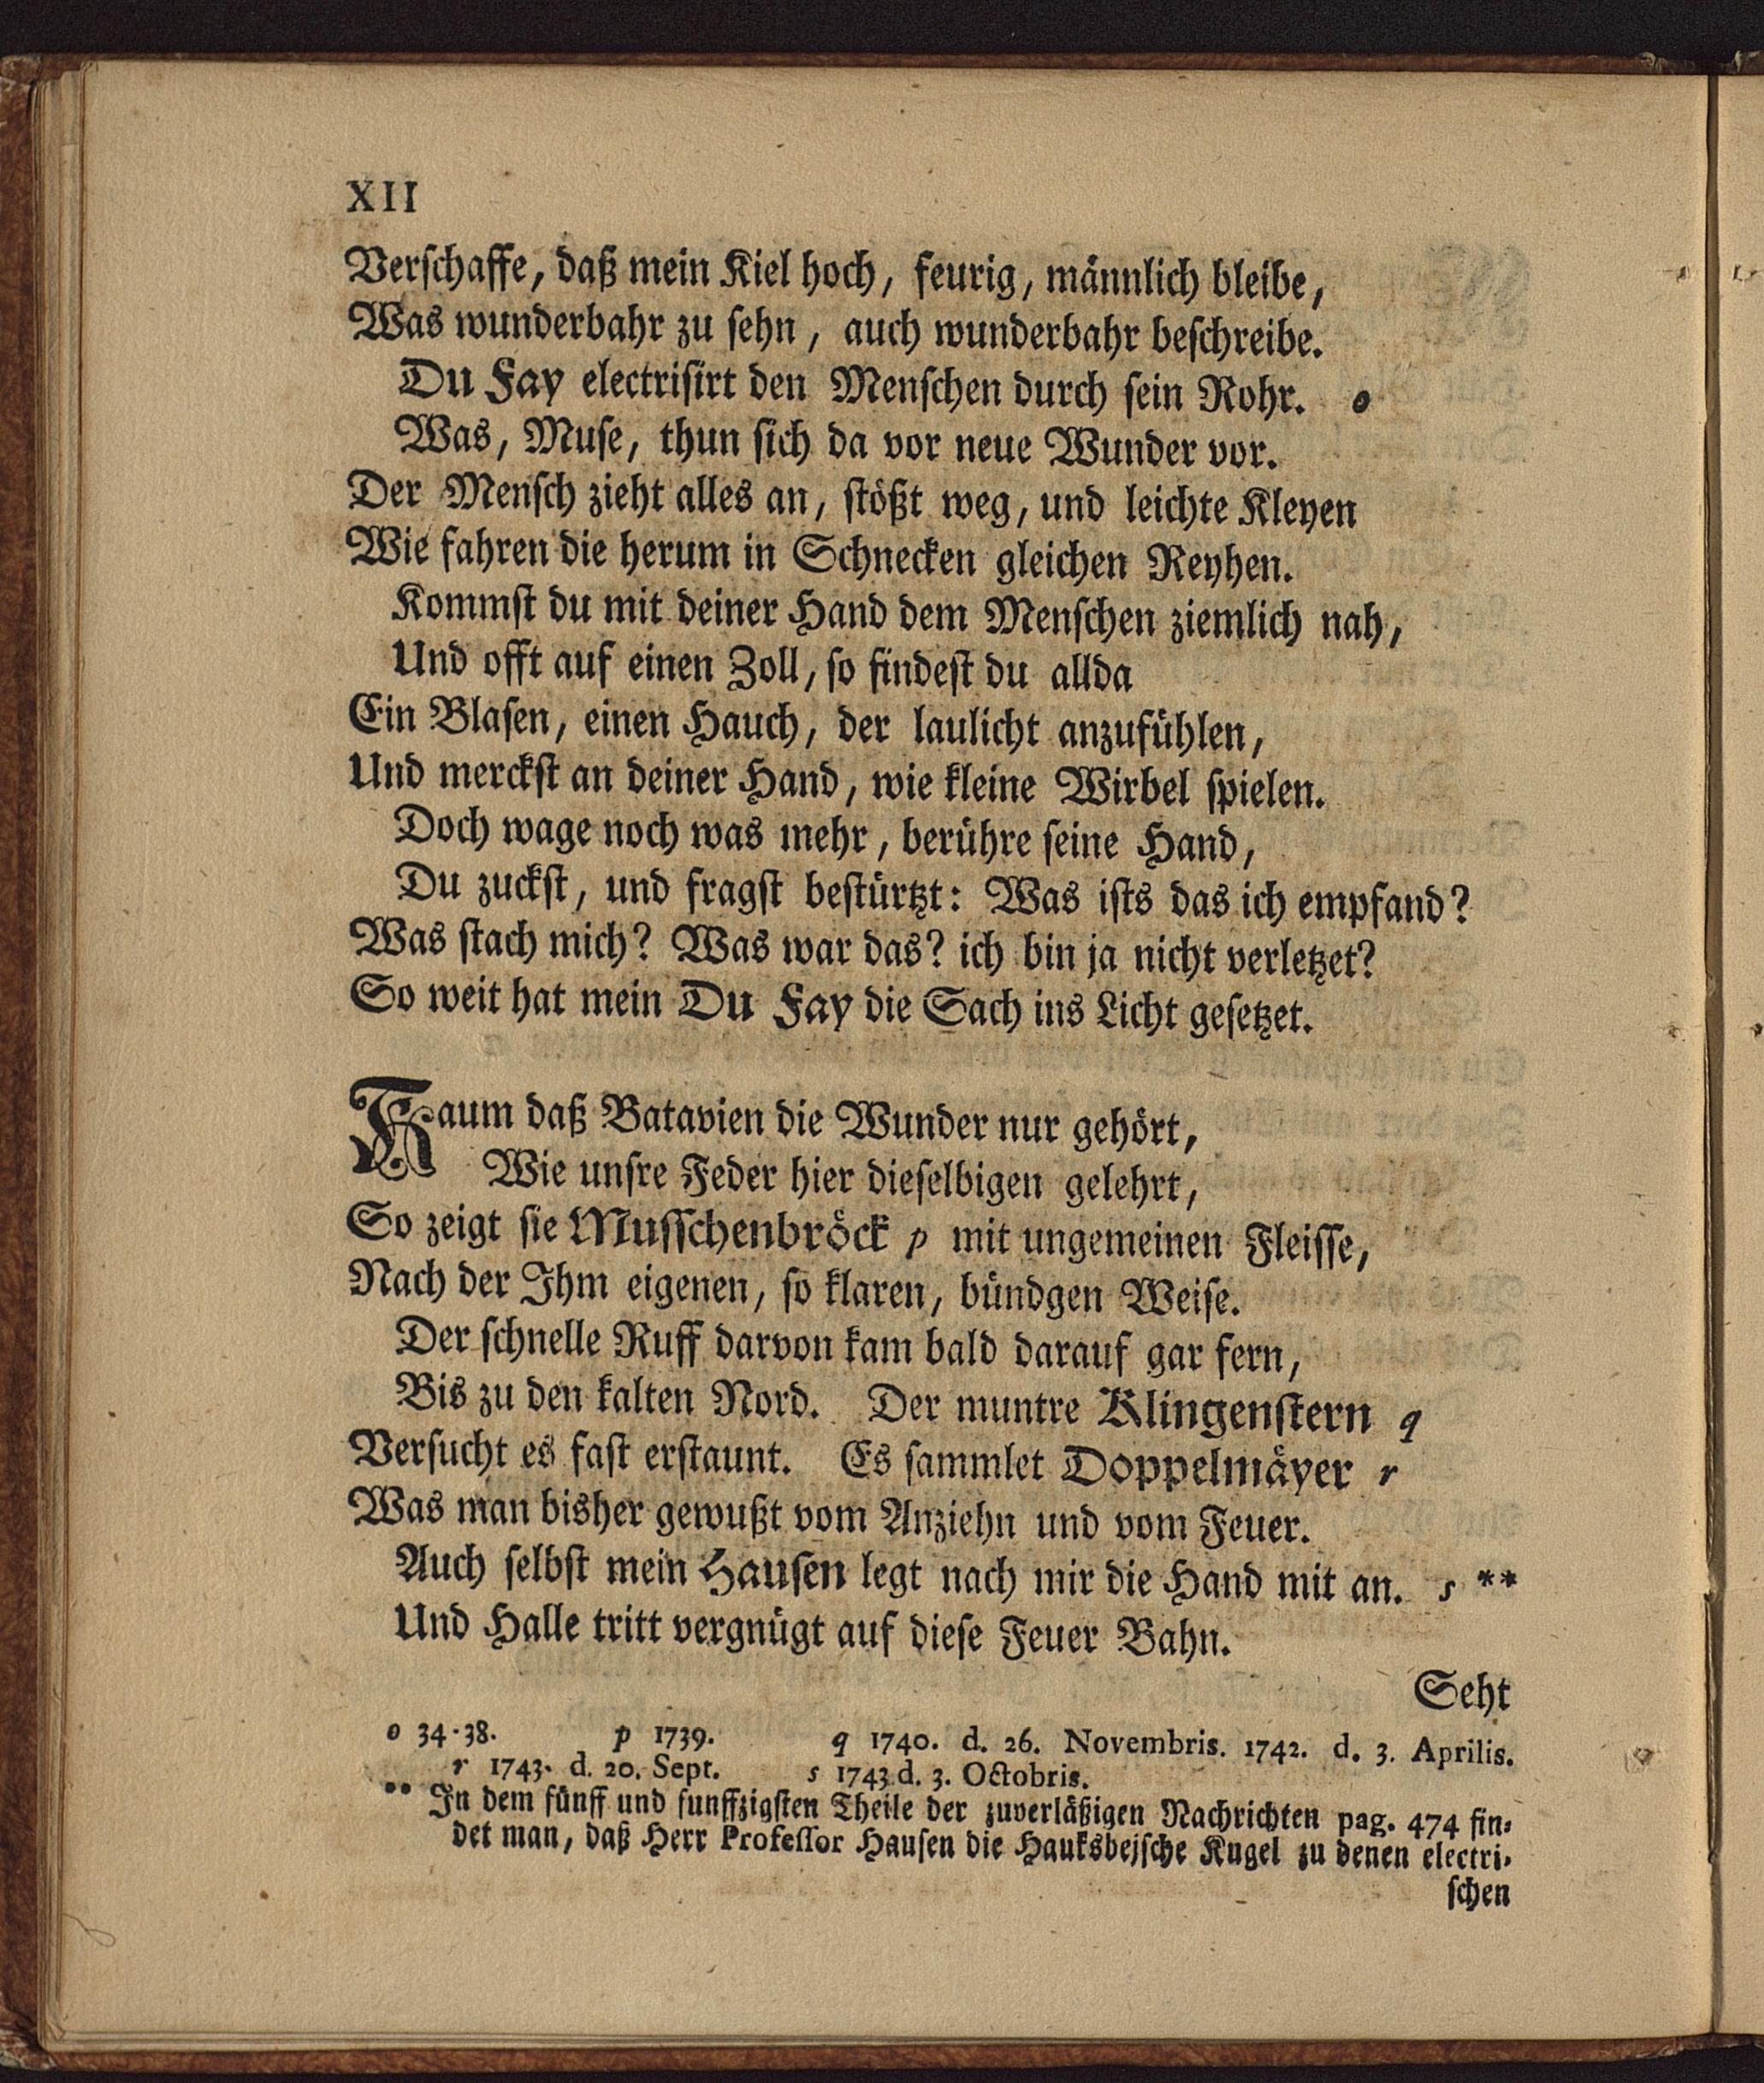 XII
Verschaffe, daß mein Kiel hoch, feurig, männlich bleibe,
Was wunderbahr zu sehn, auch wunderbahr beschreibe.
Du Fay electrisirt den Menschen durch sein Rohr. o
Was, Muse, thun sich da vor neue Wunder vor.
Der Mensch zieht alles an, stößt weg, und leichte Kleyen
Wie fahren die herum in Schnecken gleichen Reyhen.
Kommst du mit deiner Hand dem Menschen ziemlich nah,
Und offt auf einen Zoll, so findest du allda
Ein Blasen, einen Hauch, der laulicht anzufühlen,
Und merckst an deiner Hand, wie kleine Wirbel spielen.
Doch wage noch was mehr, berühre seine Hand,
Du zuckst, und fragst bestürtzt: Was ists das ich empfand?
Was stach mich? Was war das? ich bin ja nicht verletzet?
So weit hat mein Du Fay die Sach ins Licht gesetzet.
Kaum daß Batavien die Wunder nur gehört,
Wie unsre Feder hier dieselbigen gelehrt,
So zeigt sie Musschenbröck p mit ungemeinen Fleisse,
Nach der Ihm eigenen, so klaren, bündgen Weise.
Der schnelle Ruff darvon kam bald darauf gar fern,
Bis zu den kalten Nord. Der muntre Klingenstern q
Versucht es fast erstaunt. Es sammlet Doppelmäyer r
Was man bisher gewußt vom Anziehn und vom Feuer.
Auch selbst mein Hausen legt nach mir die Hand mit an. s **
Und Halle tritt vergnügt auf diese Feuer Bahn.
Seht
o 34-38. p 1739. q 1740. d. 26. Novembris. 1742. d. 3. Aprilis.
r 1743. d. 20. Sept. s 1743 d. 3. Octobris.
** In dem fünff und funffzigsten Theile der zuverläßigen Nachrichten pag. 474 fin-
det man, daß Herr Professor Hausen die Hauksbejsche Kugel zu denen electri-
schen